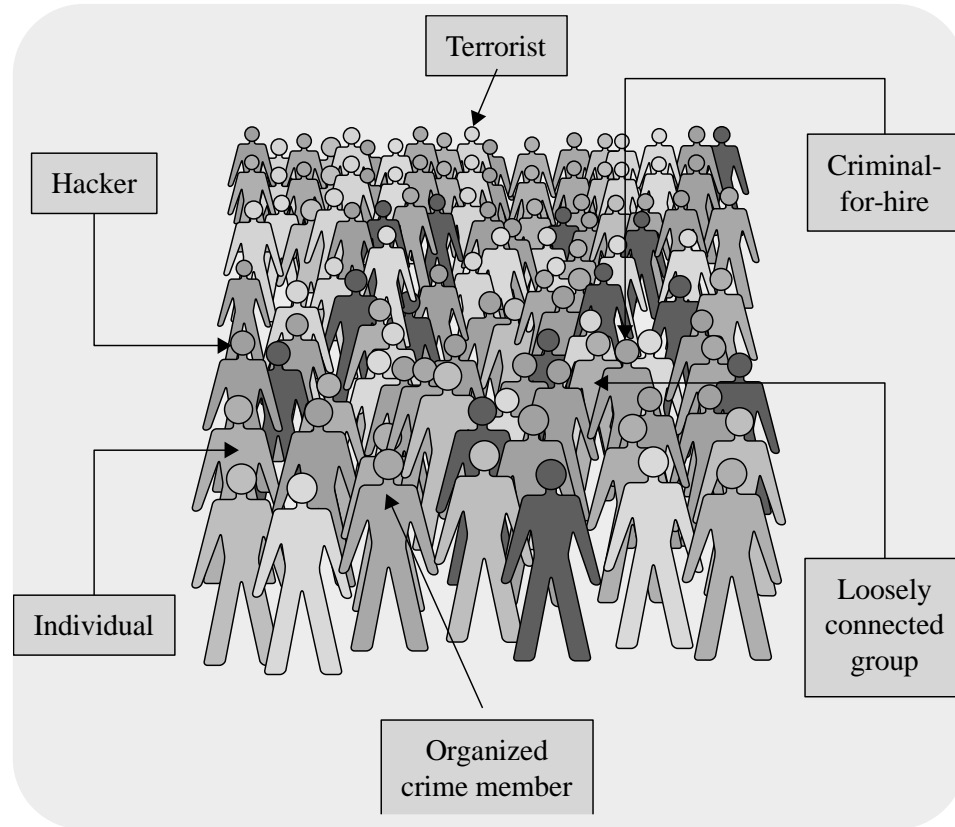 Terrorist
Hacker
Criminal-
for-hire
Individual
Loosely
connected
group
Organized
crime member